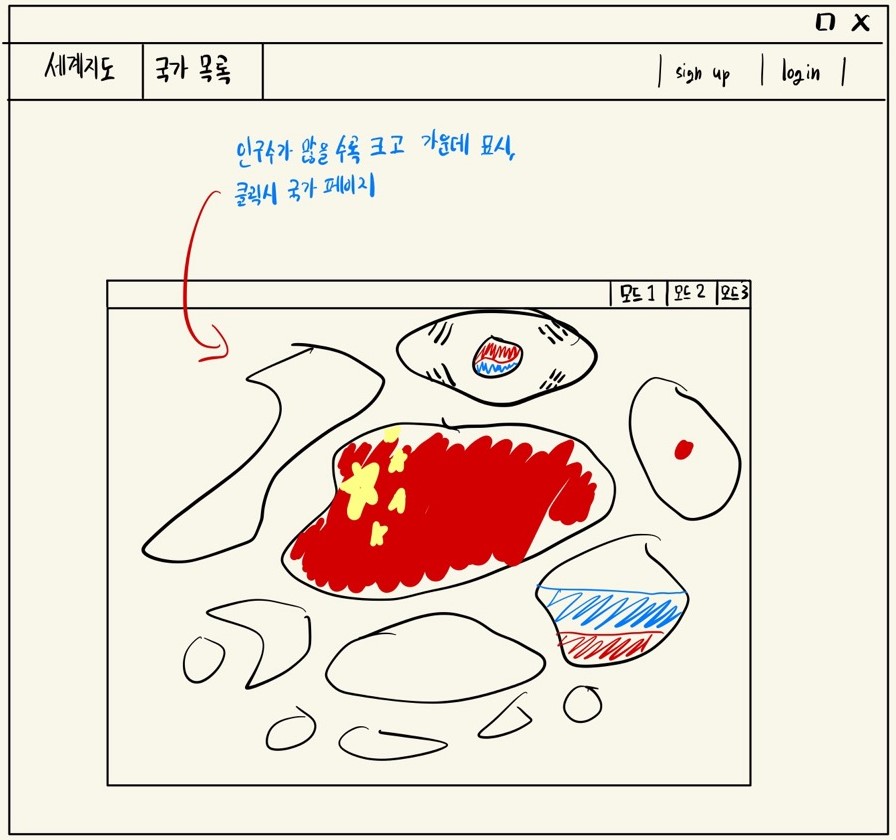 세계지도 국가 목록 sign up login
인구수가 많을수록 크고 가운데 표시,
클릭시 국가 페이지
모드 1 모드 2 모드3